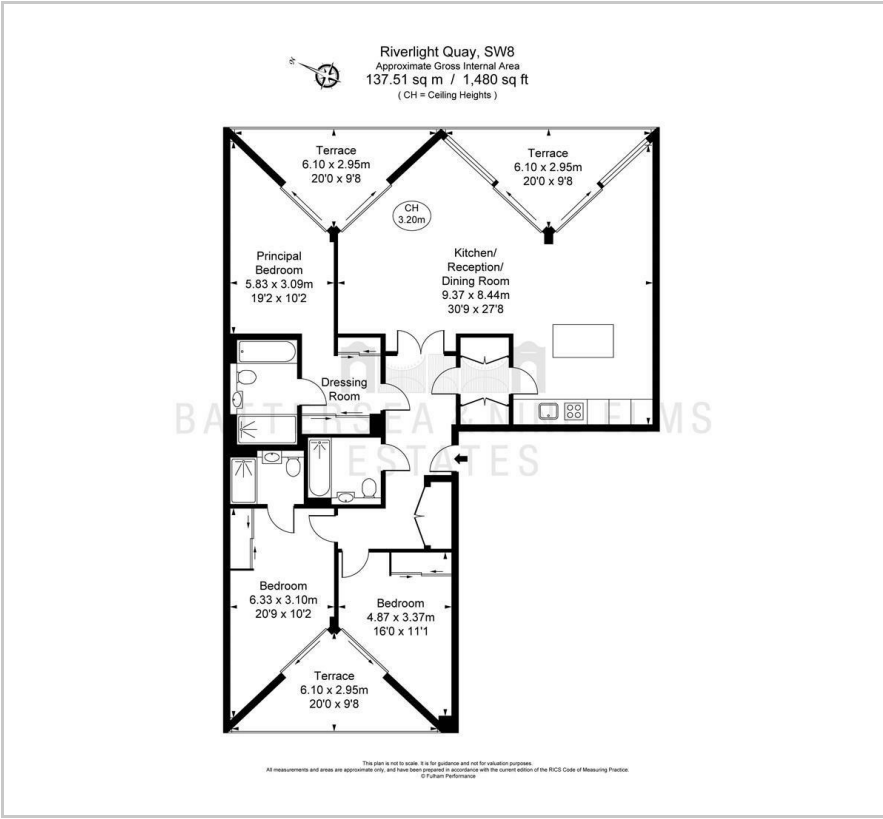 Riverlight Quay, SW8
Approximate Gross Internal Area
137.51 sq m / 1,480 sq ft
( CH = Ceiling Heights )
N
Terrace
6.10 x 2.95m
20'0 x 9'8
Terrace
6.10 x 2.95m
20'0 x 9'8
CH
3.20m
Principal
Bedroom
5.83 x 3.09m
19'2 x 10'2
Kitchen/
Reception/
Dining Room
9.37 x 8.44m
30'9 x 27'8
Dressing
Room
BATTERSEA & NINE ELMS
ESTATES
Bedroom
6.33 x 3.10m
20'9 x 10'2
Bedroom
4.87 x 3.37m
16'0 x 11'1
Terrace
6.10 x 2.95m
20'0 x 9'8
This plan is not to scale. It is for guidance and not for valuation purposes.
All measurements and areas are approximate only, and have been prepared in accordance with the current edition of the RICS Code of Measuring Practice.
© Fulham Performance